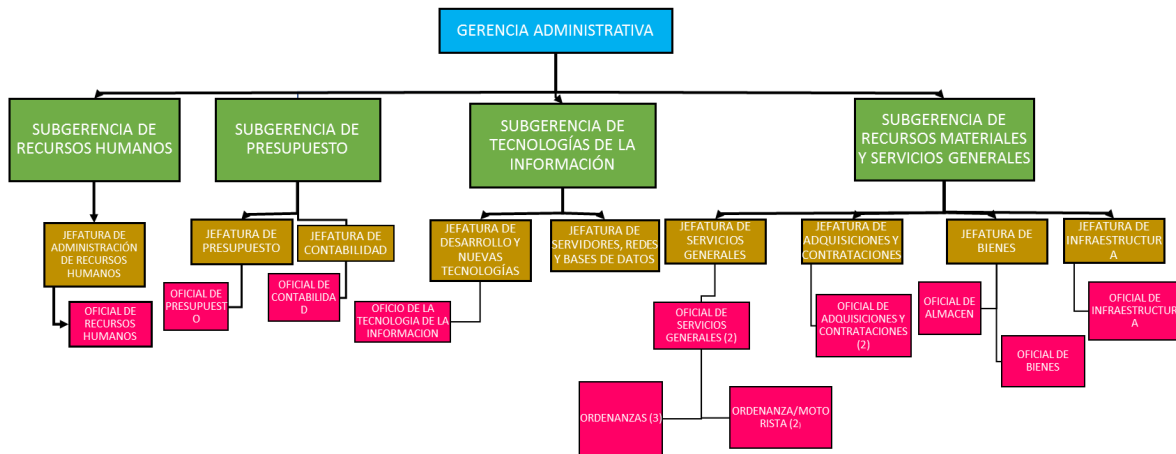 GERENCIA ADMINISTRATIVA
SUBGERENCIA DE
RECURSOS HUMANOS
SUBGERENCIA DE
PRESUPUESTO
SUBGERENCIA DE
TECNOLOGÍAS DE LA
INFORMACIÓN
SUBGERENCIA DE
RECURSOS MATERIALES
Y SERVICIOS GENERALES
JEFATURA DE
ADMINISTRACIÓN
DE RECURSOS
HUMANOS
JEFATURA DE
PRESUPUESTO
JEFATURA DE
CONTABILIDAD
JEFATURA DE
DESARROLLO Y
NUEVAS
TECNOLOGÍAS
JEFATURA DE
SERVIDORES, REDES
Y BASES DE DATOS
JEFATURA DE
SERVICIOS
GENERALES
JEFATURA DE
ADQUISICIONES Y
CONTRATACIONES
JEFATURA DE
BIENES
JEFATURA DE
INFRAESTRUCTUR
A
OFICIAL DE
RECURSOS
HUMANOS
OFICIAL DE
PRESUPUEST
O
OFICIAL DE
CONTABILIDA
D
OFICIO DE LA
TECNOLOGIA DE LA
INFORMACION
OFICIAL DE
SERVICIOS
GENERALES (2)
OFICIAL DE
ADQUISICIONES Y
CONTRATACIONES
(2)
OFICIAL DE
ALMACEN
OFICIAL DE
BIENES
OFICIAL DE
INFRAESTRUCTUR
A
ORDENANZAS (3)
ORDENANZA/MOTO
RISTA (2)